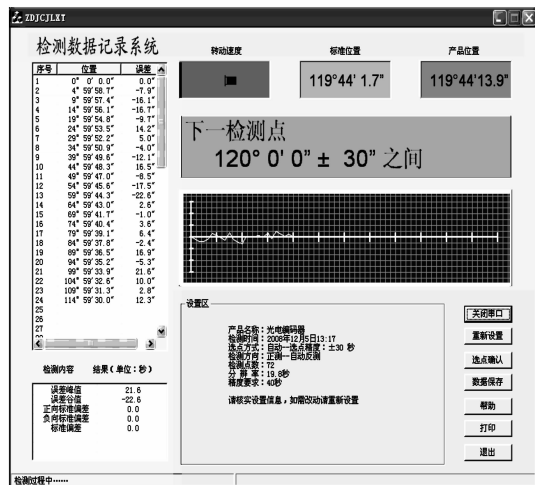 ZDJCJLXT
检测数据记录系统
序号 位置 误差
1 0° 0' 0.0" 0.0"
2 4° 59'58.7" -7.9"
3 9° 59'57.4" -16.1"
4 14° 59'56.1" -16.7"
5 19° 59'54.8" -9.7"
6 24° 59'53.5" 14.2"
7 29° 59'52.2" 5.0"
8 34° 59'50.9" -4.0"
9 39° 59'49.6" -12.1"
10 44° 59'48.3" 16.5"
11 49° 59'47.0" -8.5"
12 54° 59'45.6" -17.5"
13 59° 59'44.3" -22.6"
14 64° 59'43.0" 2.6"
15 69° 59'41.7" -1.0"
16 74° 59'40.4" 3.6"
17 79° 59'39.1" 6.4"
18 84° 59'37.8" -2.4"
19 89° 59'36.5" 16.9"
20 94° 59'35.2" -5.3"
21 99° 59'33.9" 21.6"
22 104° 59'32.6" 10.0"
23 109° 59'31.3" 2.8"
24 114° 59'30.0" 12.3"
25
26
27
检测内容 结果(单位:秒)
误差峰值 21.6
误差谷值 -22.6
正向标准偏差 0.0
负向标准偏差 0.0
标准偏差 0.0
转动速度 标准位置 产品位置
119°44' 1.7" 119°44'13.9"
下一检测点
120° 0' 0"± 30" 之间
设置区
产品名称:光电编码器
检测时间:2008年12月5日13:17
选点方式:自动--选点精度:±30 秒
检测方向:正测--自动反测
检测点数:72
分 辨 率:19.8秒
精度要求:40秒
请核实设置信息,如需改动请重新设置
关闭串口
重新设置
选点确认
数据保存
帮助
打印
退出
检测过程中……